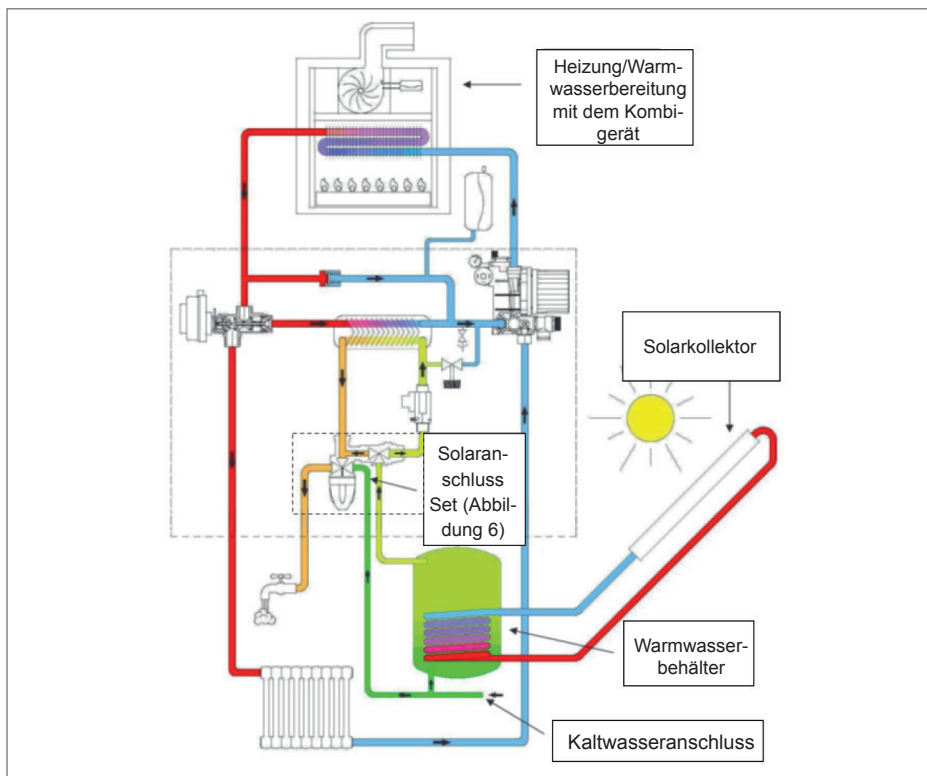 Heizung/Warm-
wasserbereitung
mit dem Kombi-
gerät
Solarkollektor
Solaran-
schluss
Set (Abbil-
dung 6)
Warmwasser-
behälter
Kaltwasseranschluss